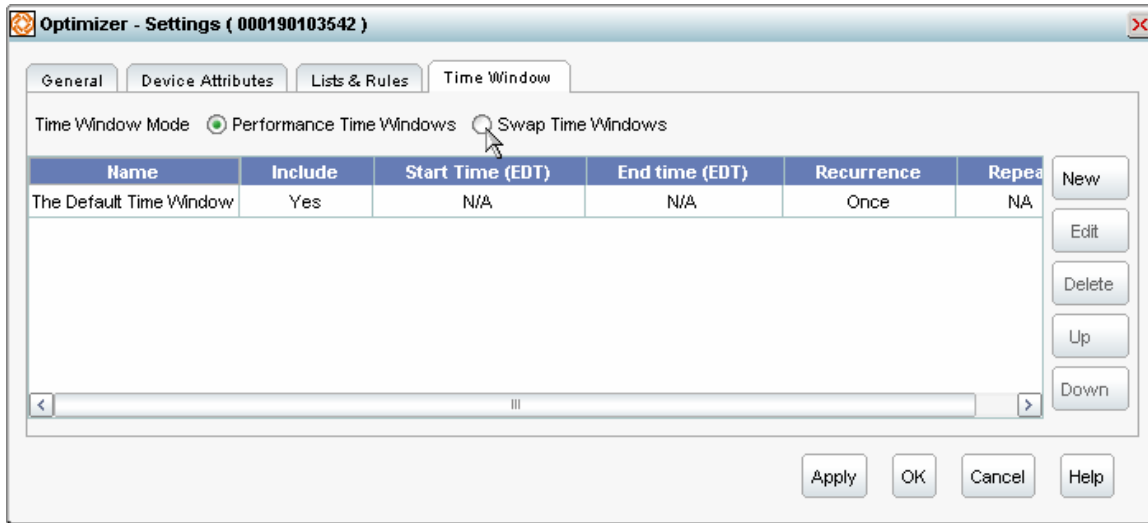 Optimizer - Settings ( 000190103542 )
General Device Attributes Lists & Rules Time Window
Time Window Mode Performance Time Windows Swap Time Windows
Name Include Start Time (EDT) End time (EDT) Recurrence Repea
The Default Time Window Yes N/A N/A Once NA
New
Edit
Delete
Up
Down
Apply OK Cancel Help